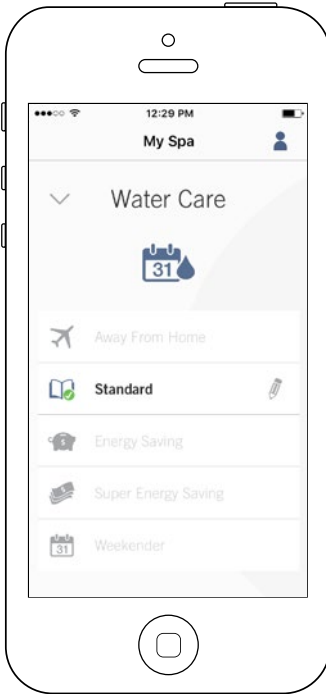 12:29 PM
My Spa
Water Care
31
Away From Home
Standard
Energy Saving
Super Energy Saving
31
Weekender